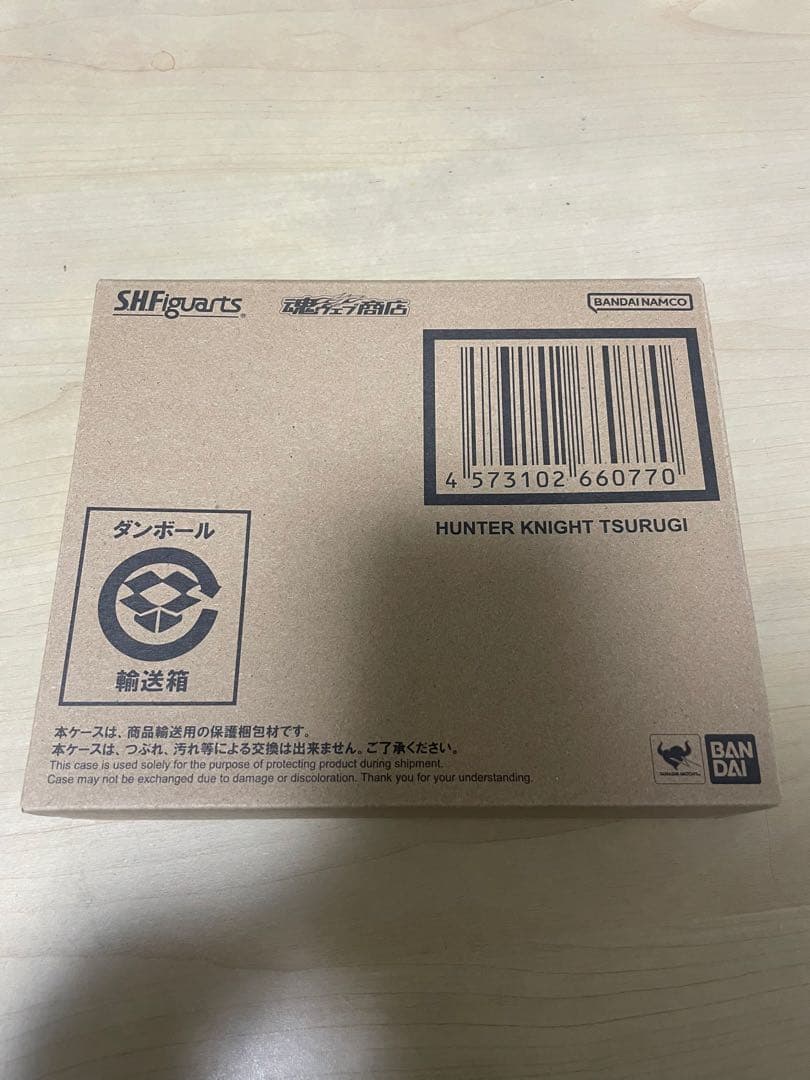 S.H.Figuarts®
魂ウェブ商店
BANDAI NAMCO
4 573102 660770
HUNTER KNIGHT TSURUGI
ダンボール
輸送箱
本ケースは、商品輸送用の保護梱包材です。
本ケースは、つぶれ、汚れ等による交換は出来ません。ご了承ください。
This case is used solely for the purpose of protecting product during shipment.
Case may not be exchanged due to damage or discoloration. Thank you for your understanding.
TAMASHII NATIONS
BAN
DAI